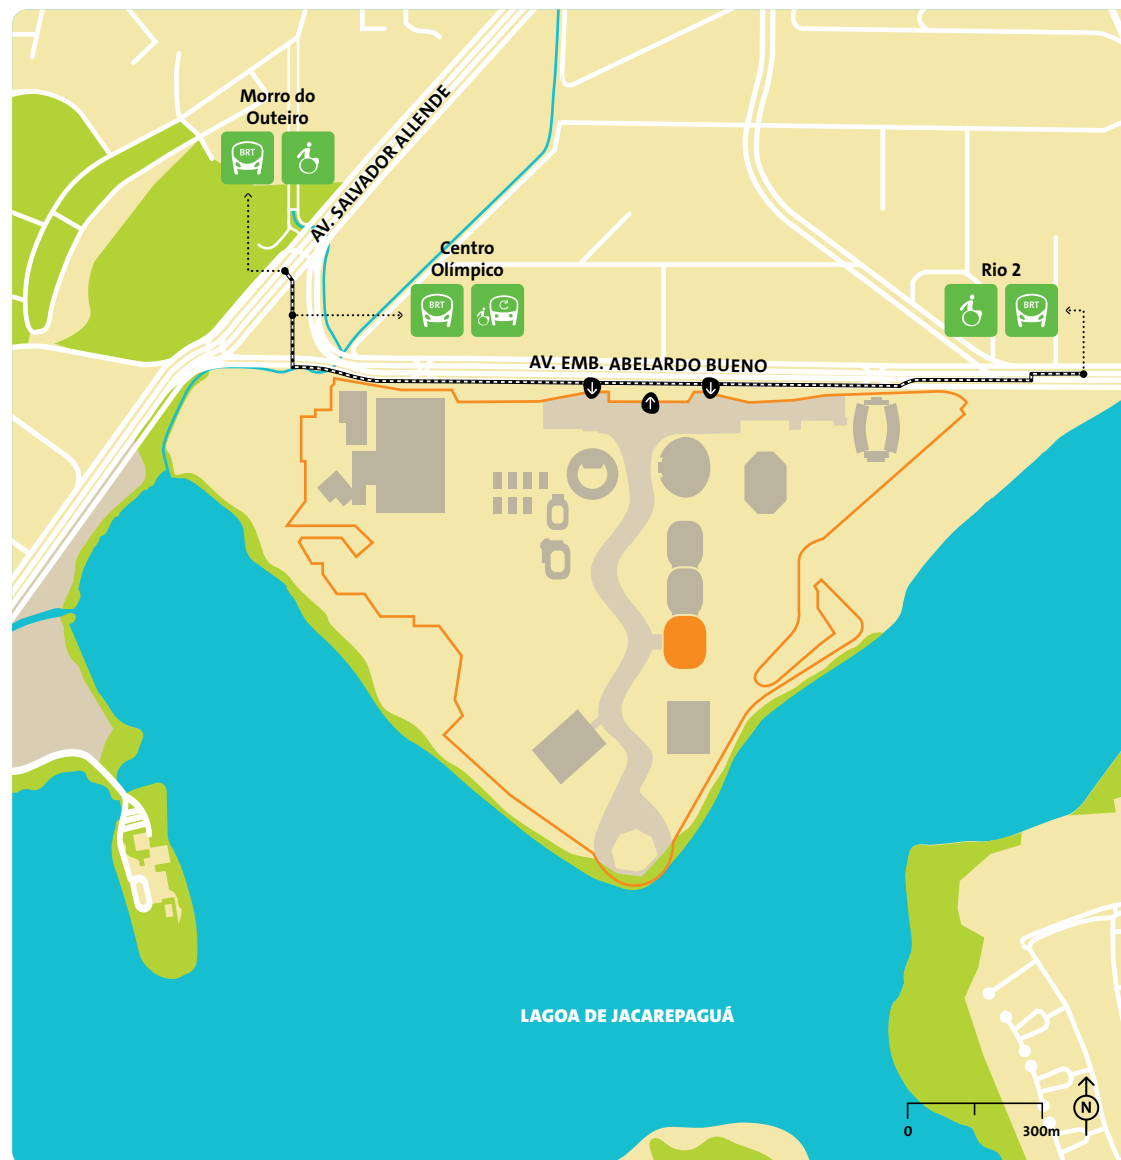 Morro do
Outeiro
BRT
AV. SALVADOR ALLENDE
Centro
Olímpico
BRT
Rio 2
BRT
AV. EMB. ABELARDO BUENO
LAGOA DE JACAREPAGUÁ
N
0
300m